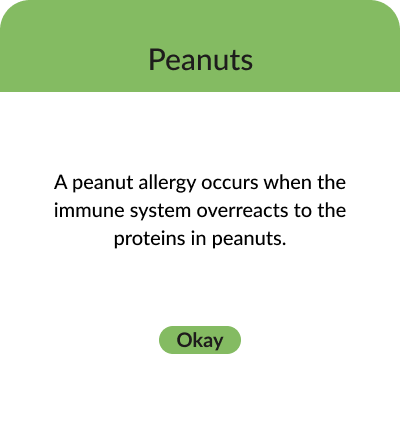 Peanuts
A peanut allergy occurs when the
immune system overreacts to the
proteins in peanuts.
Okay